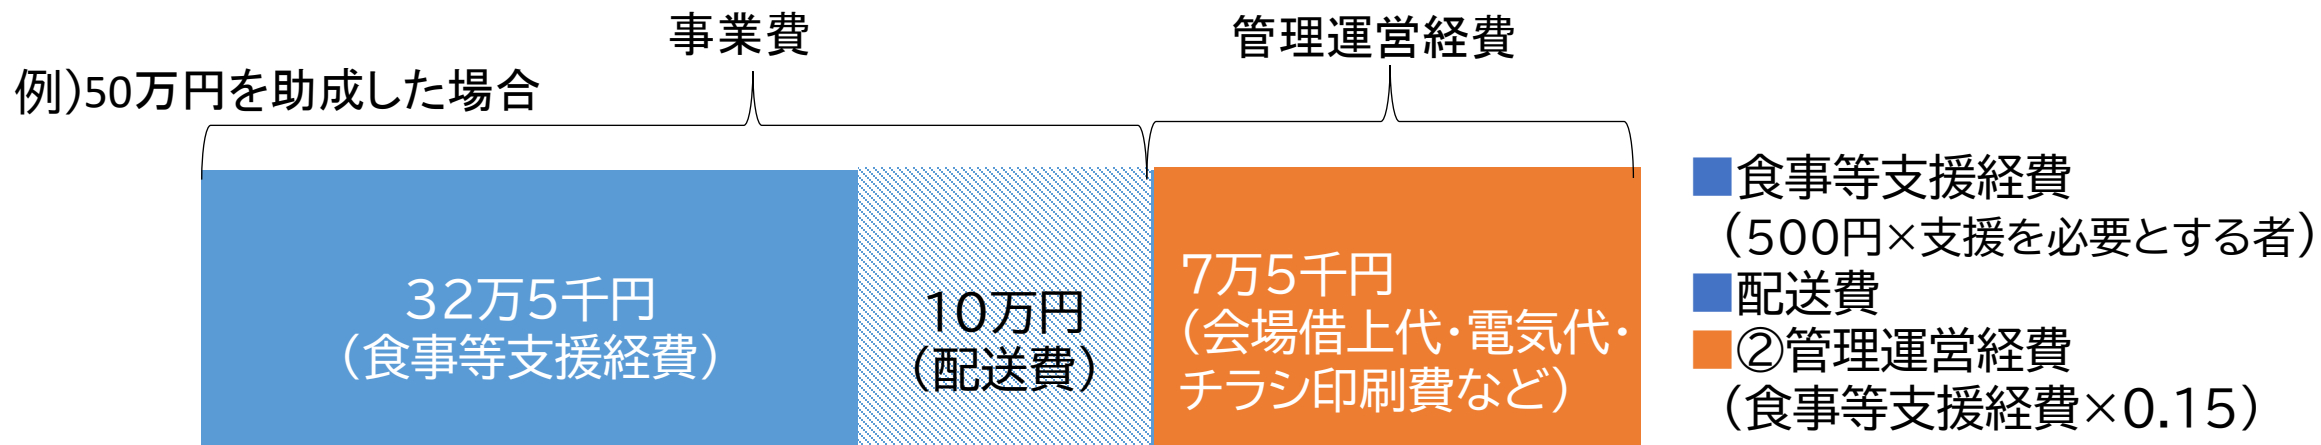 事業費
管理運営経費
例)50万円を助成した場合
32万5千円
(食事等支援経費)
10万円
(配送費)
7万5千円
(会場借上代・電気代・
チラシ印刷費など)
■食事等支援経費
(500円×支援を必要とする者)
■配送費
■②管理運営経費
(食事等支援経費×0.15)